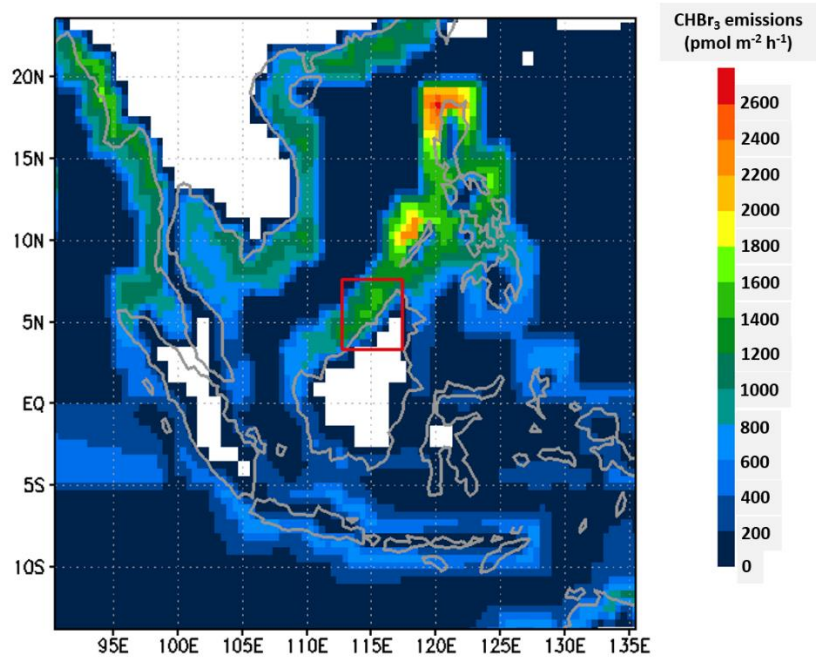 CHBr₃ emissions
(pmol m⁻² h⁻¹)
20N
15N
10N
5N
EQ
5S
10S
95E 100E 105E 110E 115E 120E 125E 130E 135E
2600
2400
2200
2000
1800
1600
1400
1200
1000
800
600
400
200
0